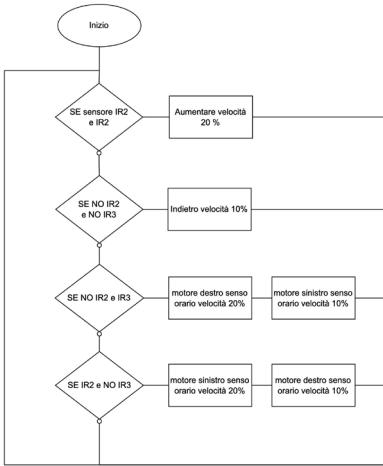 Inizio
SE sensore IR2
e IR2
Aumentare velocità
20 %
SE NO IR2
e NO IR3
Indietro velocità 10%
SE NO IR2 e IR3
motore destro senso
orario velocità 20%
motore sinistro senso
orario velocità 10%
SE IR2 e NO IR3
motore sinistro senso
orario velocità 20%
motore destro senso
orario velocità 10%